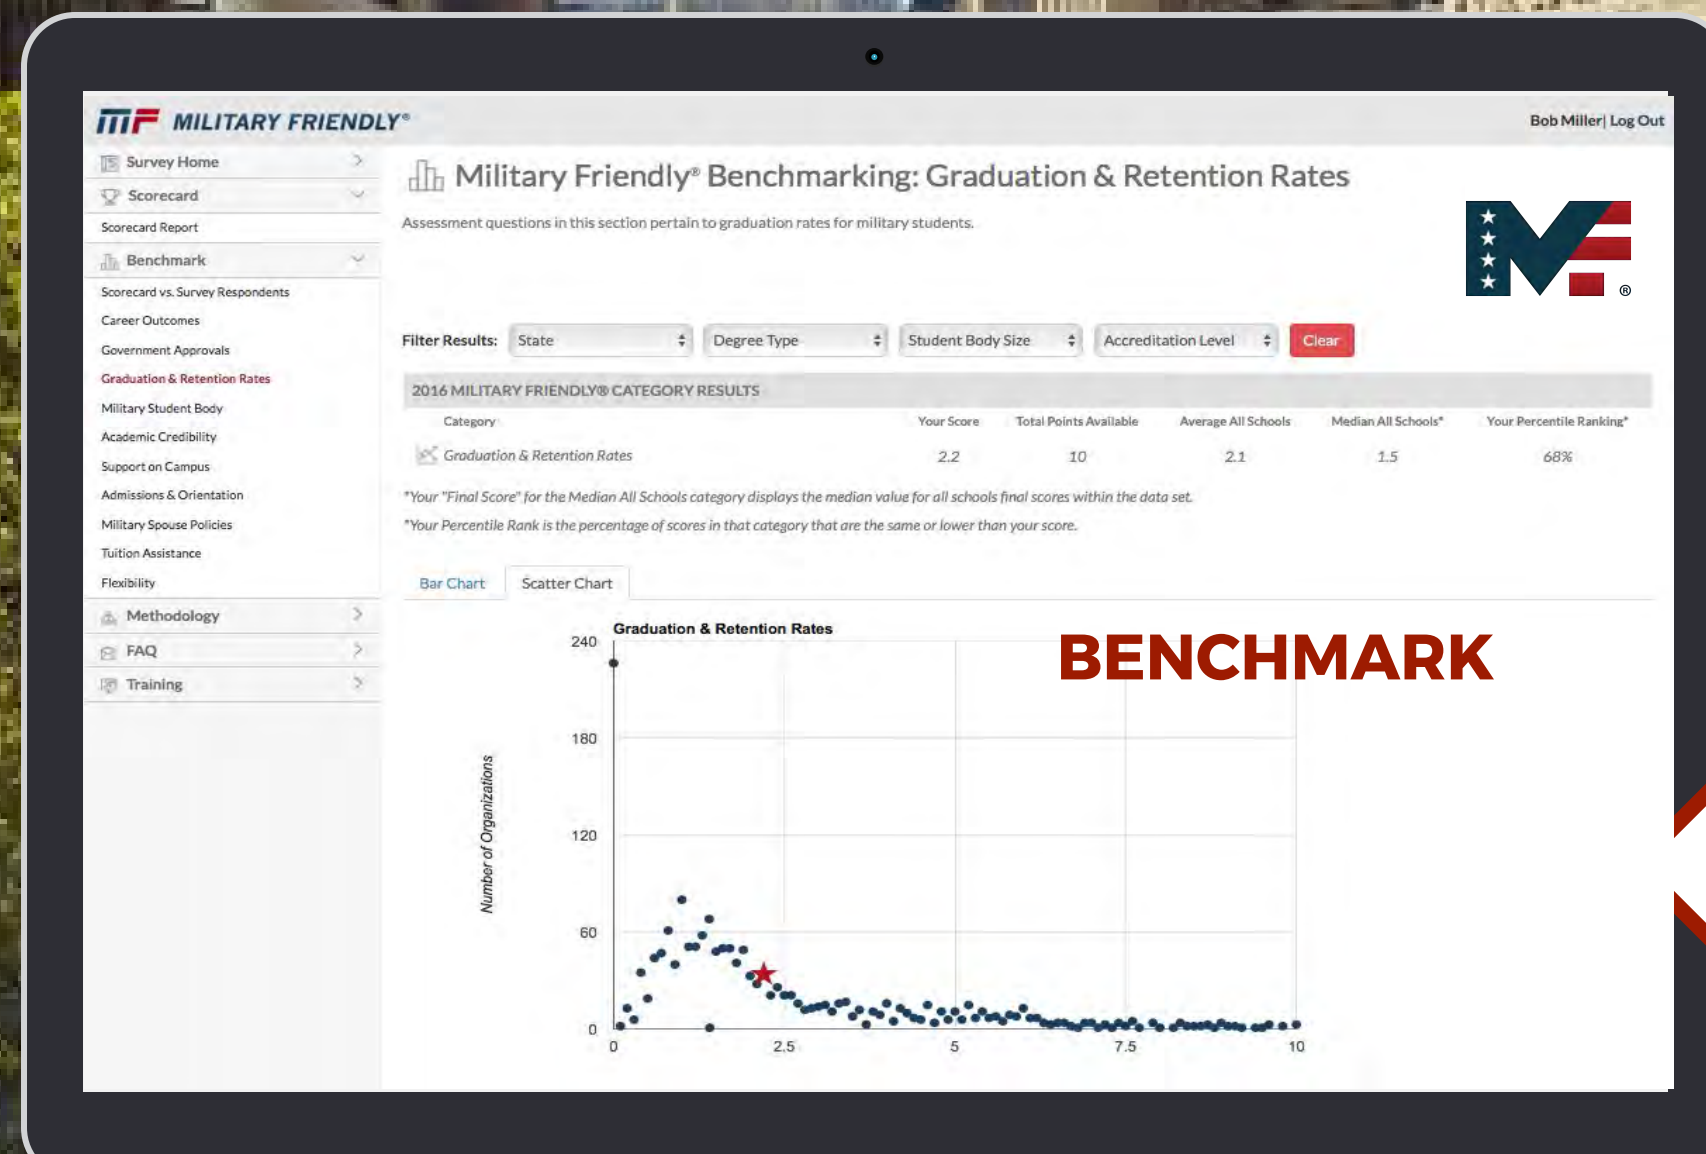 MF MILITARY FRIENDLY®
Bob Miller| Log Out
Survey Home
Scorecard
Scorecard Report
Benchmark
Scorecard vs. Survey Respondents
Career Outcomes
Government Approvals
Graduation & Retention Rates
Military Student Body
Academic Credibility
Support on Campus
Admissions & Orientation
Military Spouse Policies
Tuition Assistance
Flexibility
Methodology
FAQ
Training
Military Friendly® Benchmarking: Graduation & Retention Rates
Assessment questions in this section pertain to graduation rates for military students.
MF ®
Filter Results: State Degree Type Student Body Size Accreditation Level Clear
2016 MILITARY FRIENDLY® CATEGORY RESULTS
Category Your Score Total Points Available Average All Schools Median All Schools* Your Percentile Ranking*
Graduation & Retention Rates 2.2 10 2.1 1.5 68%
*Your "Final Score" for the Median All Schools category displays the median value for all schools final scores within the data set.
*Your Percentile Rank is the percentage of scores in that category that are the same or lower than your score.
Bar Chart Scatter Chart
Graduation & Retention Rates
BENCHMARK
Number of Organizations
240
180
120
60
0
0 2.5 5 7.5 10